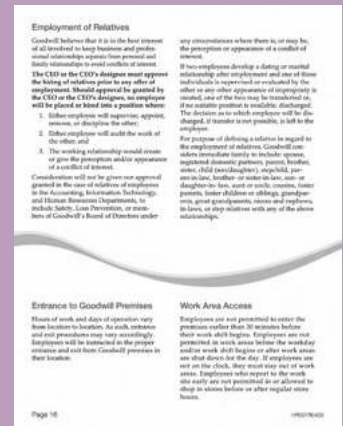 Employment of Relatives
Goodwill believes that it is in the best interest
of all involved to keep business and profes-
sional relationships separate from personal and
family relationships to avoid conflicts of interest.
The CEO or the CEO's designee must approve
the hiring of relatives prior to any offer of
employment. Should approval be granted by
the CEO or the CEO's designee, no employee
will be placed or hired into a position where:
1. Either employee will supervise, appoint,
remove, or discipline the other;
2. Either employee will audit the work of
the other; and
3. The working relationship would create
or give the perception and/or appearance
of a conflict of interest.
Consideration will be given nor approval
granted in the case of relatives of employees
in the Accounting, Information Technology,
and Human Resources Departments, to
include Safety, Loss Prevention, or mem-
bers of Goodwill's Board of Directors under
any circumstances where there is, or may be,
the perception or appearance of a conflict of
interest.
If two employees develop a dating or marital
relationship after employment and one of those
individuals is supervised or evaluated by the
other or any other appearance of impropriety is
created, one of the two may be transferred or,
if no suitable position is available, discharged.
The decision as to which employee will be dis-
charged, if transfer is not possible, is left to the
employee.
For purpose of defining a relative in regard to
the employment of relatives, Goodwill con-
siders immediate family to include: spouse,
registered domestic partners, parent, brother,
sister, child (son/daughter), stepchild, par-
ent-in-law, brother- or sister-in-law, son- or
daughter-in-law, aunt or uncle, cousins, foster
parents, foster children or siblings, grandpar-
ents, great grandparents, nieces and nephews,
in-laws, or step relatives with any of the above
relationships.
Entrance to Goodwill Premises
Hours of work and days of operation vary
from location to location. As such, entrance
and exit procedures may vary accordingly.
Employees will be instructed in the proper
entrance and exit from Goodwill premises in
their location.
Work Area Access
Employees are not permitted to enter the
premises earlier than 30 minutes before
their work shift begins. Employees are not
permitted in work areas before the workday
and/or work shift begins or after work areas
are shut down for the day. If employees are
not on the clock, they must stay out of work
areas. Employees who report to the work
site early are not permitted in or allowed to
shop in stores before or after regular store
hours.
Page 16